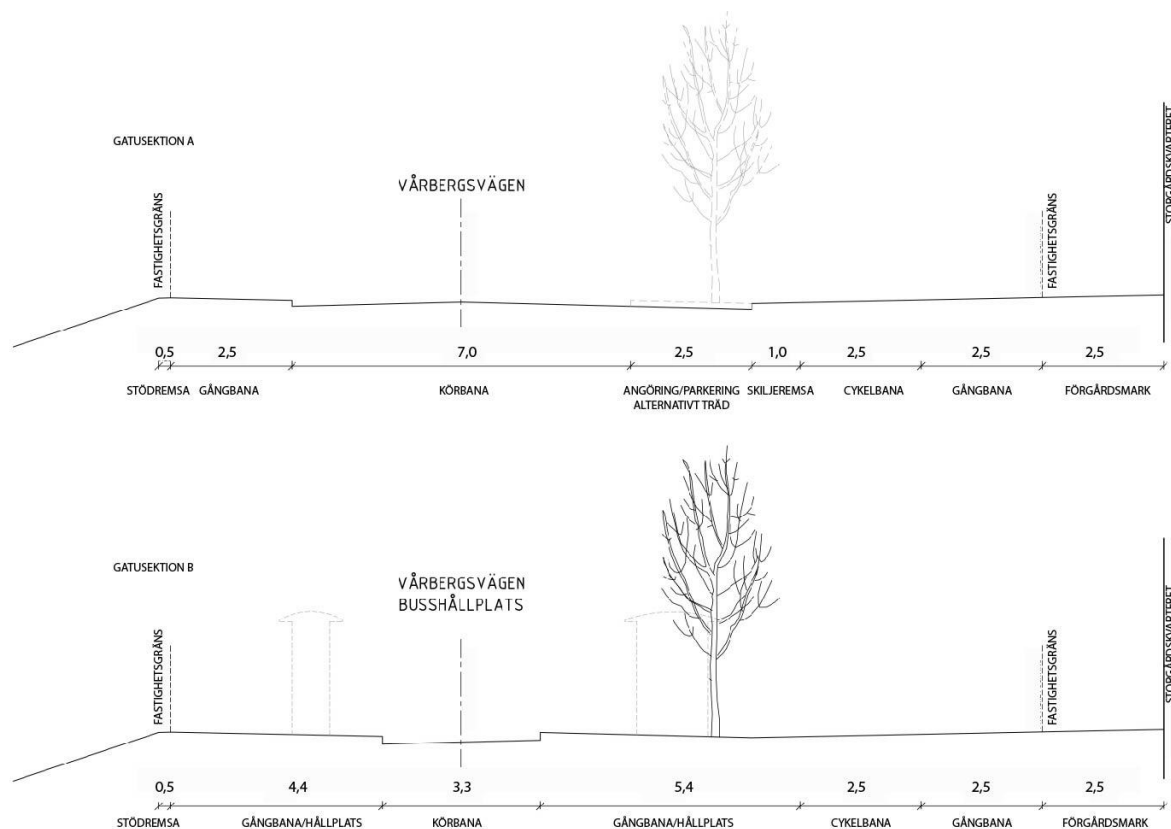 GATUSEKTION A
VÅRBERGSVÄGEN
FASTIGHETSGRÄNS
FASTIGHETSGRÄNS
STORGÅRDSKVARTERET
0,5 2,5 7,0 2,5 1,0 2,5 2,5 2,5
STÖDREMSA GÅNGBANA KÖRBANA ANGÖRING/PARKERING SKILJEREMSA CYKELBANA GÅNGBANA FÖRGÅRDSMARK
ALTERNATIVT TRÄD
GATUSEKTION B
VÅRBERGSVÄGEN
BUSSHÅLLPLATS
FASTIGHETSGRÄNS
FASTIGHETSGRÄNS
STORGÅRDSKVARTERET
0,5 4,4 3,3 5,4 2,5 2,5 2,5
STÖDREMSA GÅNGBANA/HÅLLPLATS KÖRBANA GÅNGBANA/HÅLLPLATS CYKELBANA GÅNGBANA FÖRGÅRDSMARK